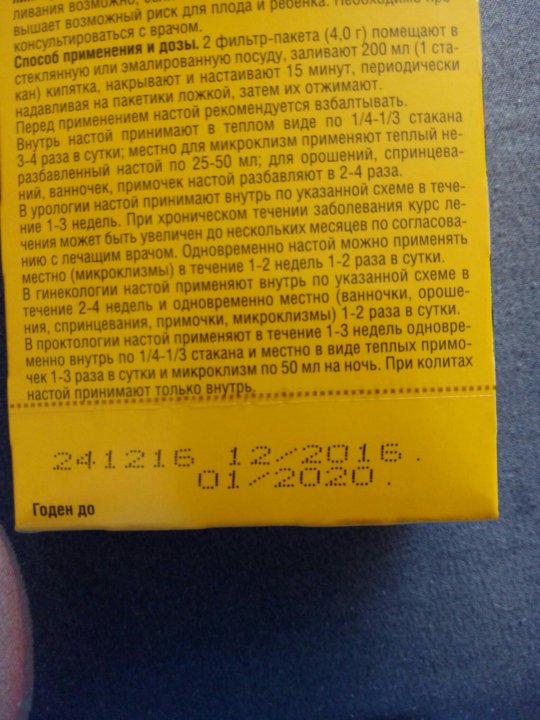 ливания возможно,
вышает возможный риск для плода и ребенка. Необходимо про-
консультироваться с врачом.
Способ применения и дозы. 2 фильтр-пакета (4,0 г) помещают в
стеклянную или эмалированную посуду, заливают 200 мл (1 ста-
кан) кипятка, накрывают и настаивают 15 минут, периодически
надавливая на пакетики ложкой, затем их отжимают.
Перед применением настой рекомендуется взбалтывать.
Внутрь настой принимают в теплом виде по 1/4-1/3 стакана
3-4 раза в сутки; местно для микроклизм применяют теплый не-
разбавленный настой по 25-50 мл; для орошений, спринцева-
ний, ванночек, примочек настой разбавляют в 2-4 раза.
В урологии настой принимают внутрь по указанной схеме в тече-
ние 1-3 недель. При хроническом течении заболевания курс ле-
чения может быть увеличен до нескольких месяцев по согласова-
нию с лечащим врачом. Одновременно настой можно применять
местно (микроклизмы) в течение 1-2 недель 1-2 раза в сутки.
В гинекологии настой применяют внутрь по указанной схеме в
течение 2-4 недель и одновременно местно (ванночки, ороше-
ния, спринцевания, примочки, микроклизмы) 1-2 раза в сутки.
В проктологии настой применяют в течение 1-3 недель одновре-
менно внутрь по 1/4-1/3 стакана и местно в виде теплых примо-
чек 1-3 раза в сутки и микроклизм по 50 мл на ночь. При колитах
настой принимают только внутрь.
241216 12/2016.
01/2020.
Годен до